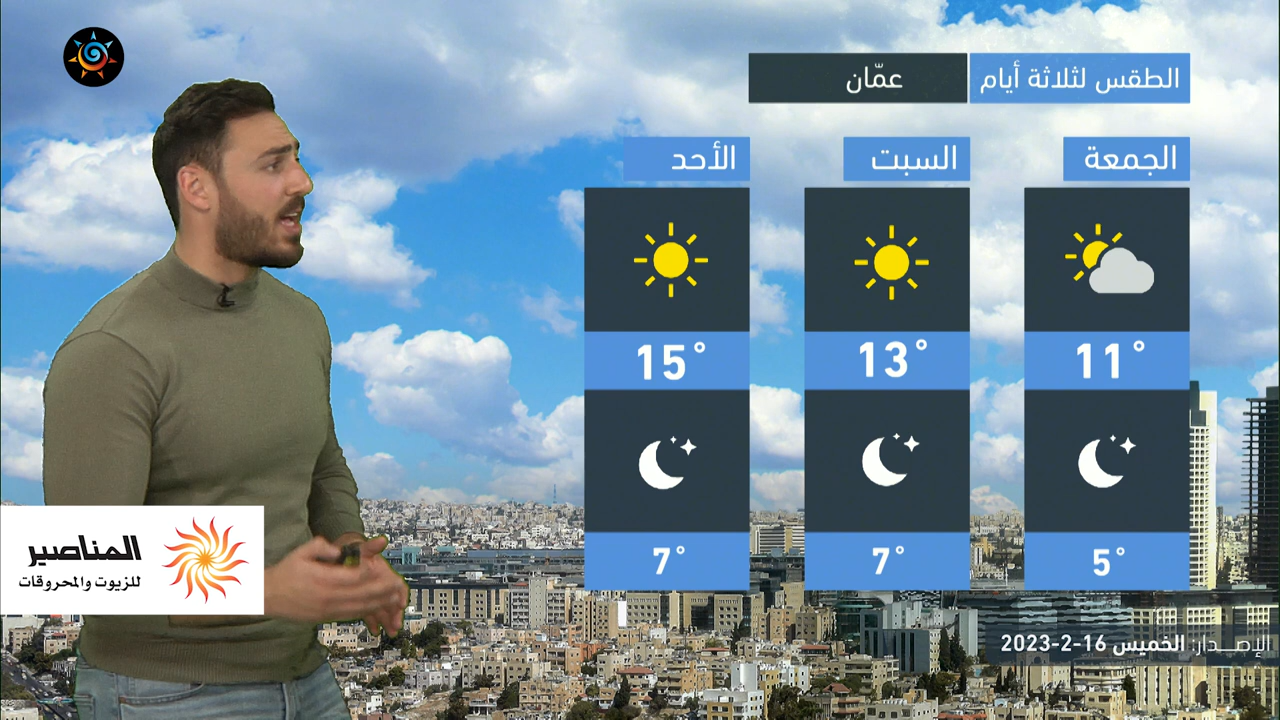 الطقس لثلاثة أيام
عمّان
الجمعة
السبت
الأحد
11°
13°
15°
5°
7°
7°
المناصير
للزيوت والمحروقات
الإصــدار: الخميس 16-2-2023